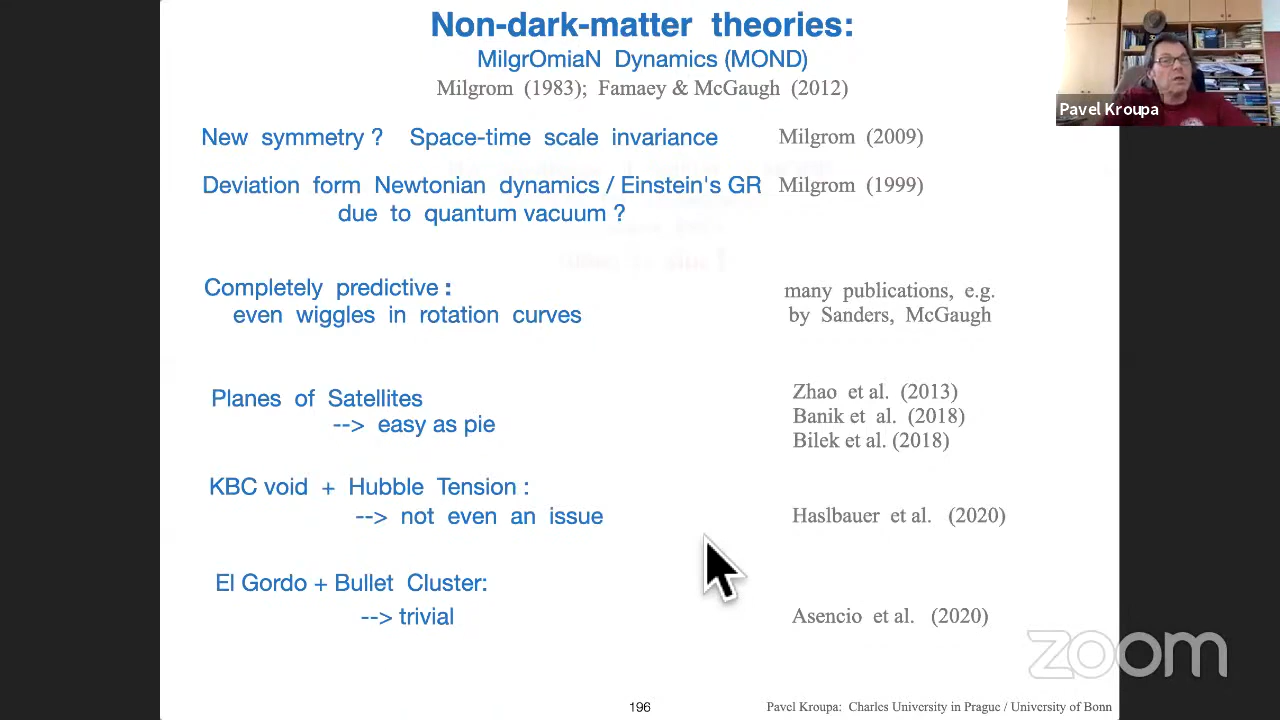 Non-dark-matter theories:
MilgrOmiaN Dynamics (MOND)
Milgrom (1983); Famaey & McGaugh (2012)
New symmetry ? Space-time scale invariance Milgrom (2009)
Deviation form Newtonian dynamics / Einstein's GR Milgrom (1999)
due to quantum vacuum ?
Completely predictive : many publications, e.g.
even wiggles in rotation curves by Sanders, McGaugh
Planes of Satellites Zhao et al. (2013)
--> easy as pie Banik et al. (2018)
Bilek et al. (2018)
KBC void + Hubble Tension :
--> not even an issue Haslbauer et al. (2020)
El Gordo + Bullet Cluster:
--> trivial Asencio et al. (2020)
196 Pavel Kroupa: Charles University in Prague / University of Bonn
Pavel Kroupa
zoom